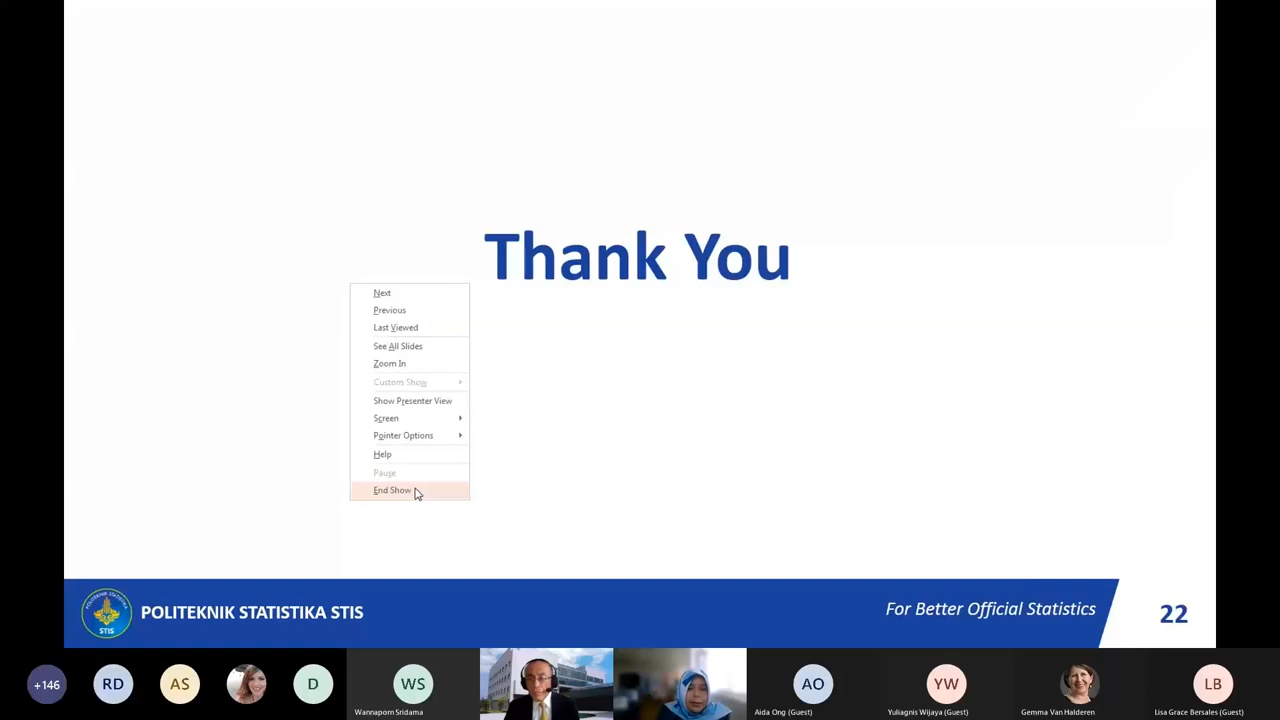 Thank You
Next
Previous
Last Viewed
See All Slides
Zoom In
Custom Show
Show Presenter View
Screen
Pointer Options
Help
Pause
End Show
POLITEKNIK STATISTIKA STIS
For Better Official Statistics
22
STIS
+146
RD
AS
D
WS
Wannaporn Sridama
AO
Aida Ong (Guest)
YW
Yuliagnis Wijaya (Guest)
Gemma Van Halderen
LB
Lisa Grace Bersales (Guest)